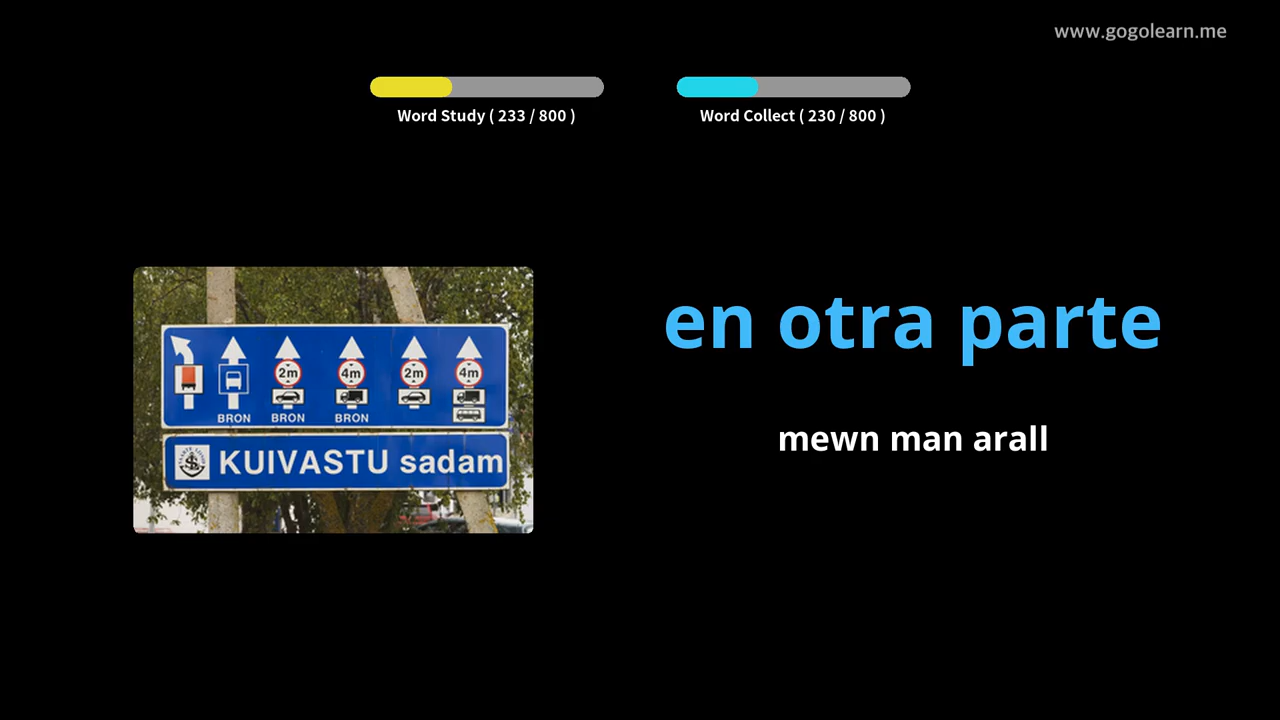 www.gogolearn.me
Word Study ( 233 / 800 )
Word Collect ( 230 / 800 )
en otra parte
mewn man arall
2m 4m 2m 4m
BRON BRON BRON
KUIVASTU sadam